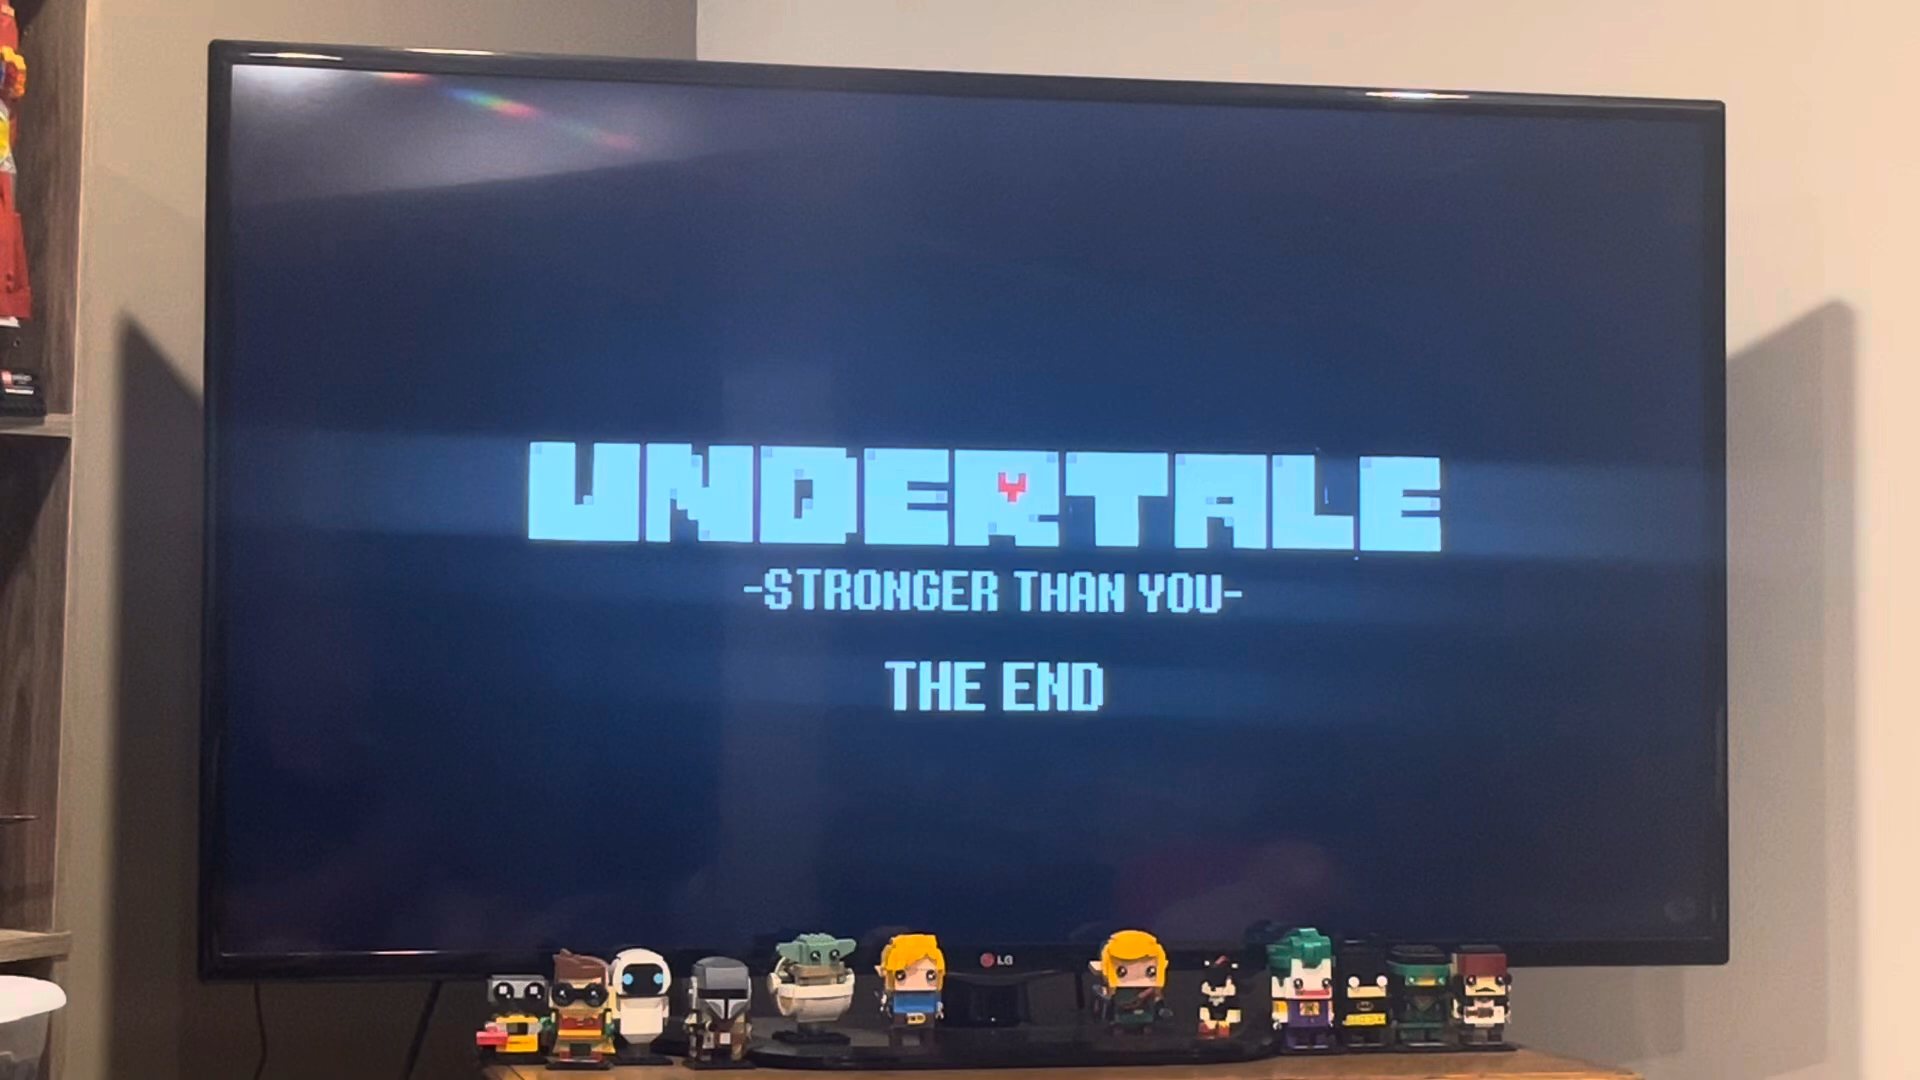 UNDERTALE
-STRONGER THAN YOU-
THE END
LG